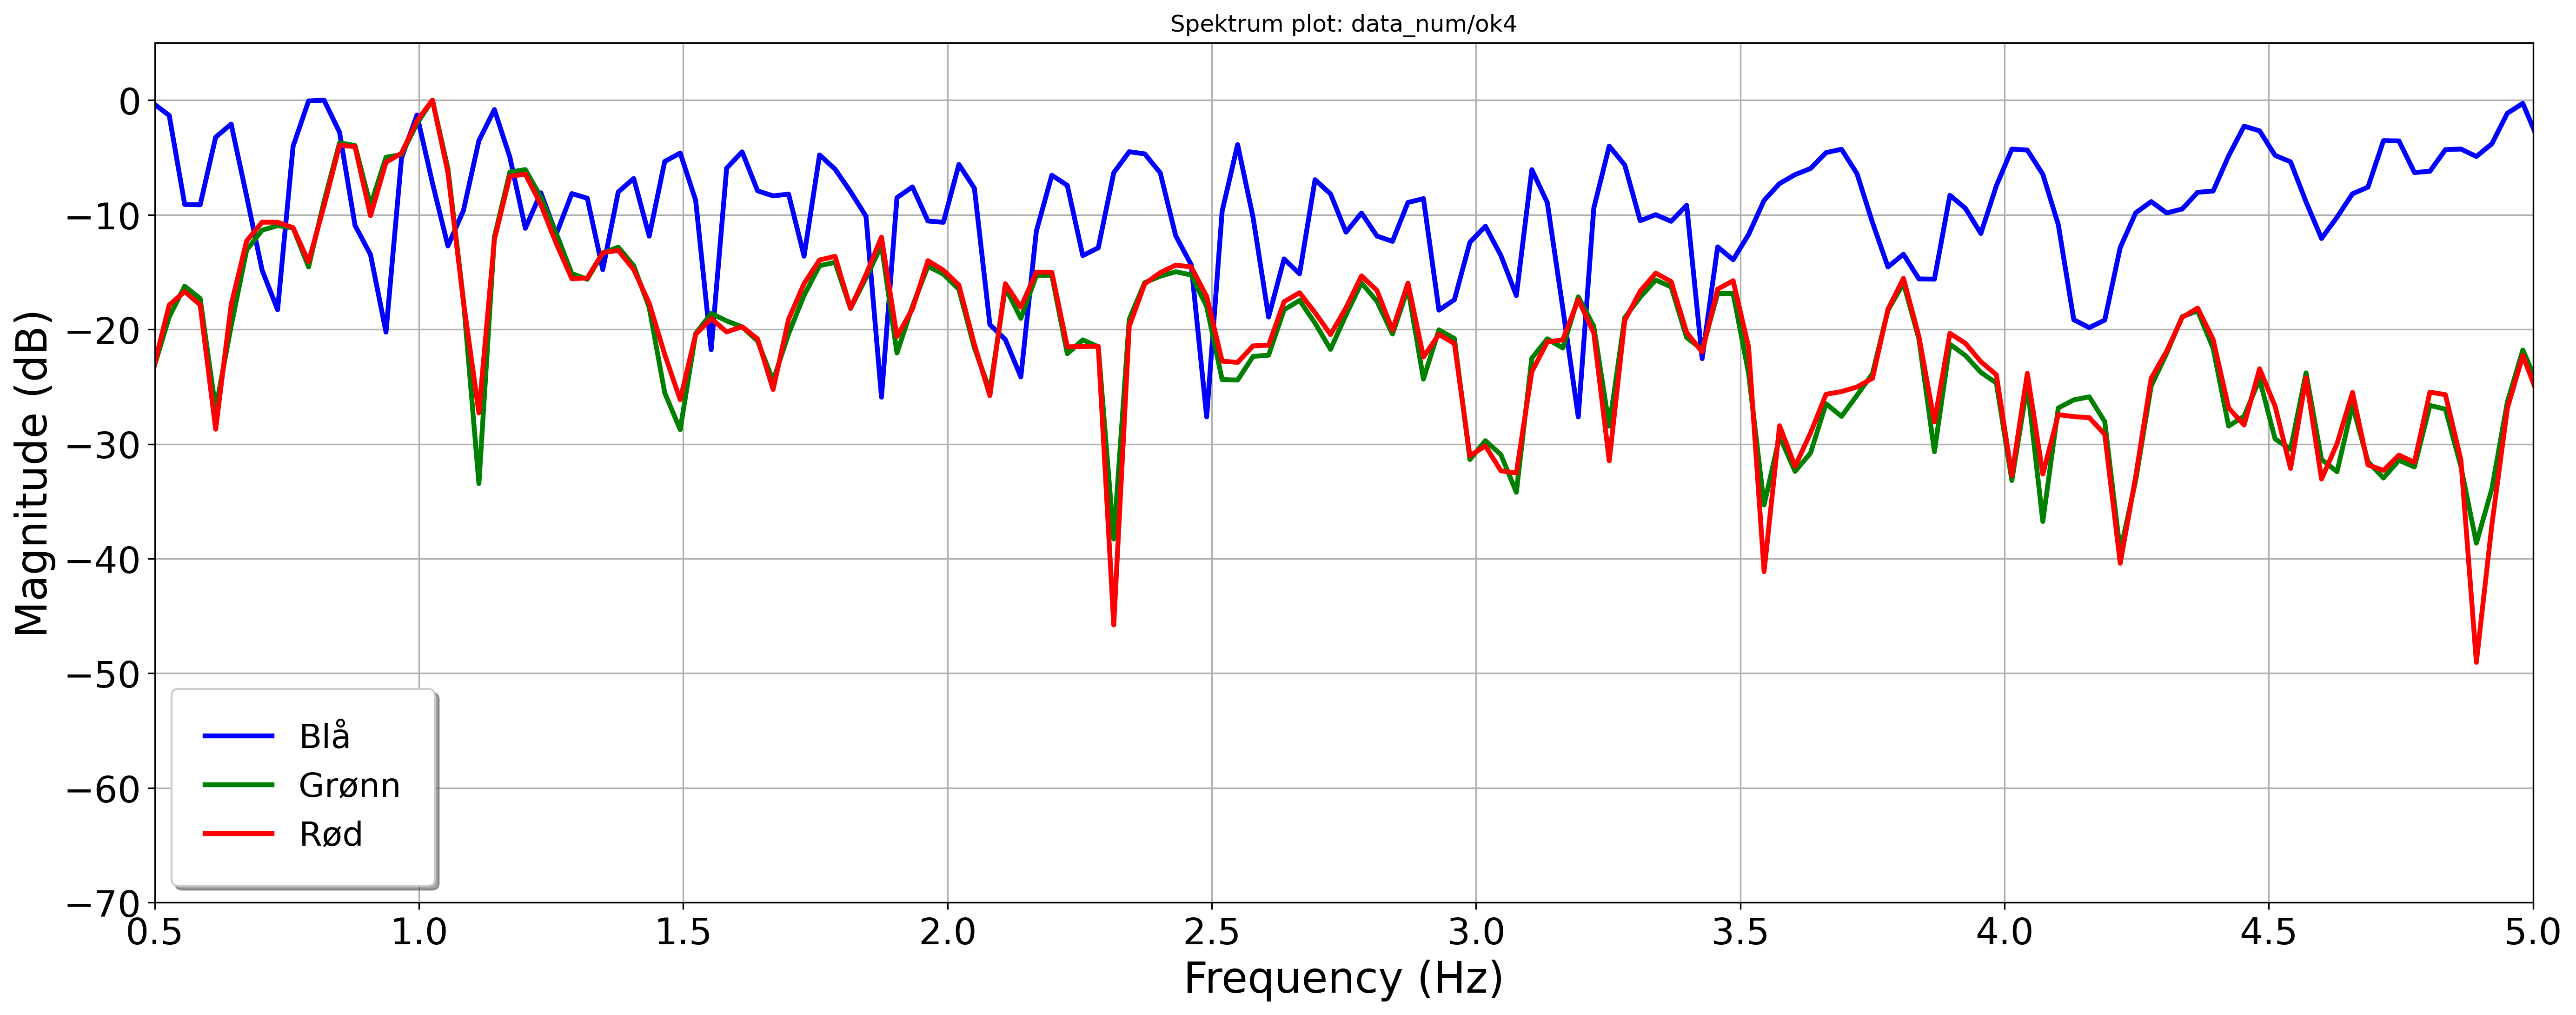 Spektrum plot: data_num/ok4
Magnitude (dB)
0
−10
−20
−30
−40
−50
−60
−70
Blå
Grønn
Rød
0.5 1.0 1.5 2.0 2.5 3.0 3.5 4.0 4.5 5.0
Frequency (Hz)